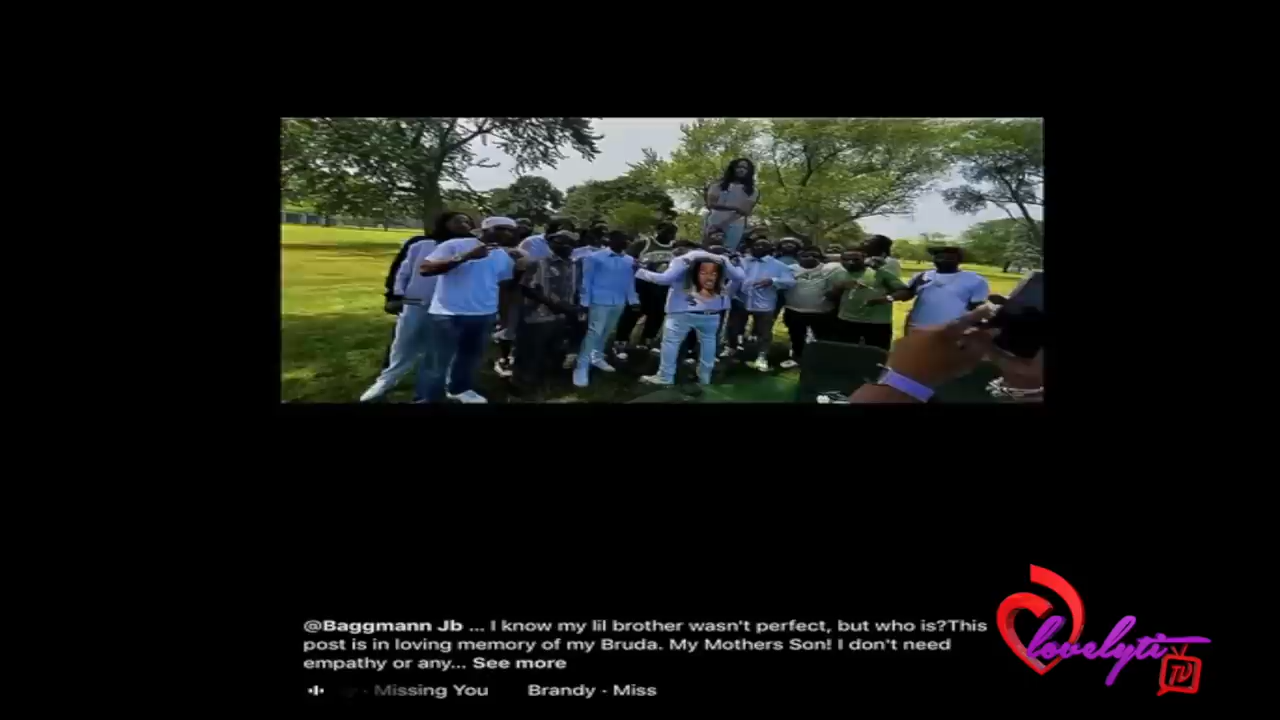 @Baggmann Jb ... I know my lil brother wasn't perfect, but who is?This
post is in loving memory of my Bruda. My Mothers Son! I don't need
empathy or any... See more
- Missing You Brandy - Miss
lovelyti
TV